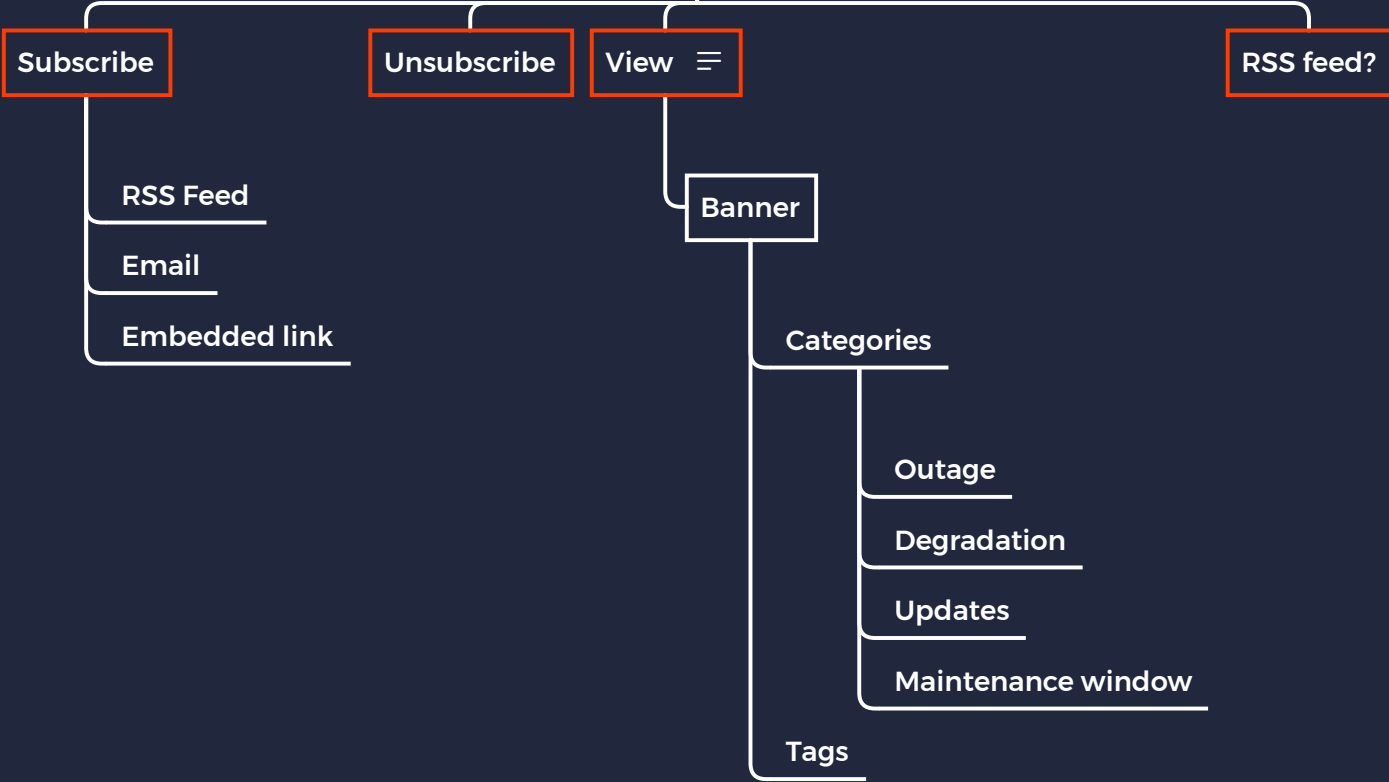 Subscribe
Unsubscribe
View
RSS feed?
RSS Feed
Email
Embedded link
Banner
Categories
Outage
Degradation
Updates
Maintenance window
Tags